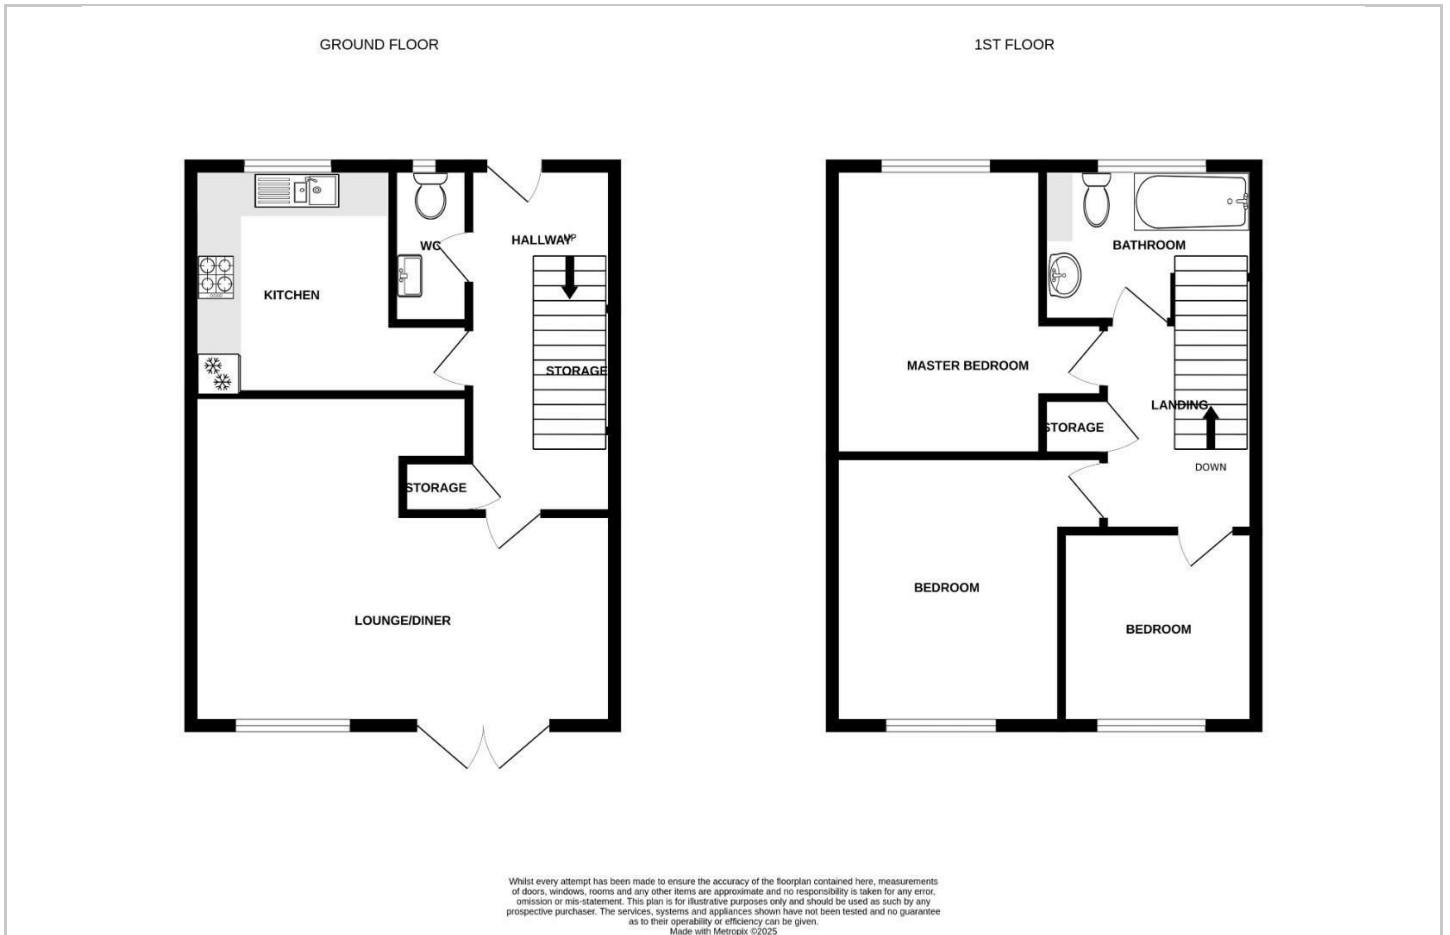 GROUND FLOOR
1ST FLOOR
WC
HALLWAY
UP
KITCHEN
STORAGE
STORAGE
LOUNGE/DINER
BATHROOM
MASTER BEDROOM
LANDING
STORAGE
DOWN
BEDROOM
BEDROOM
Whilst every attempt has been made to ensure the accuracy of the floorplan contained here, measurements
of doors, windows, rooms and any other items are approximate and no responsibility is taken for any error,
omission or mis-statement. This plan is for illustrative purposes only and should be used as such by any
prospective purchaser. The services, systems and appliances shown have not been tested and no guarantee
as to their operability or efficiency can be given.
Made with Metropix ©2025